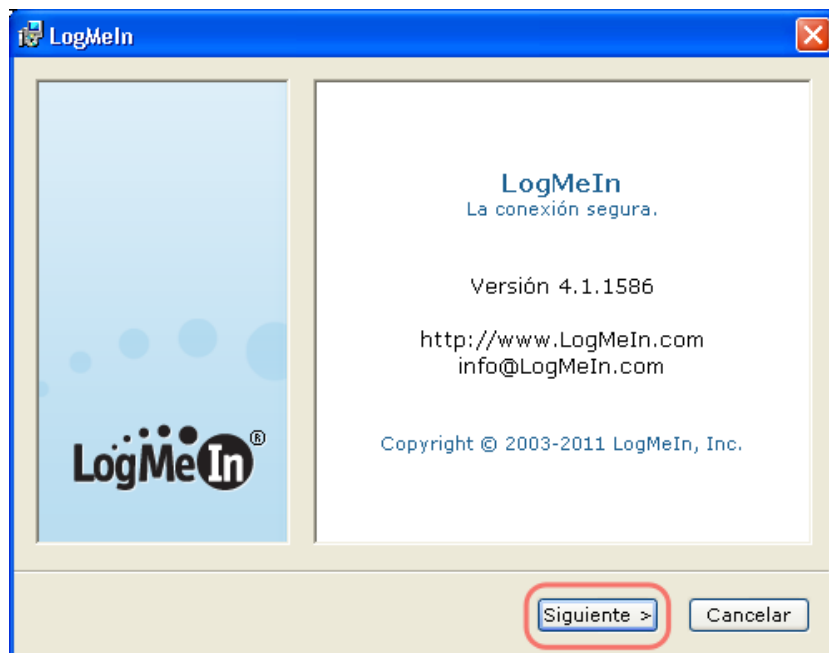 LogMeIn
LogMeIn
La conexión segura.
Versión 4.1.1586
http://www.LogMeIn.com
info@LogMeIn.com
Copyright © 2003-2011 LogMeIn, Inc.
LogMeIn®
Siguiente >
Cancelar